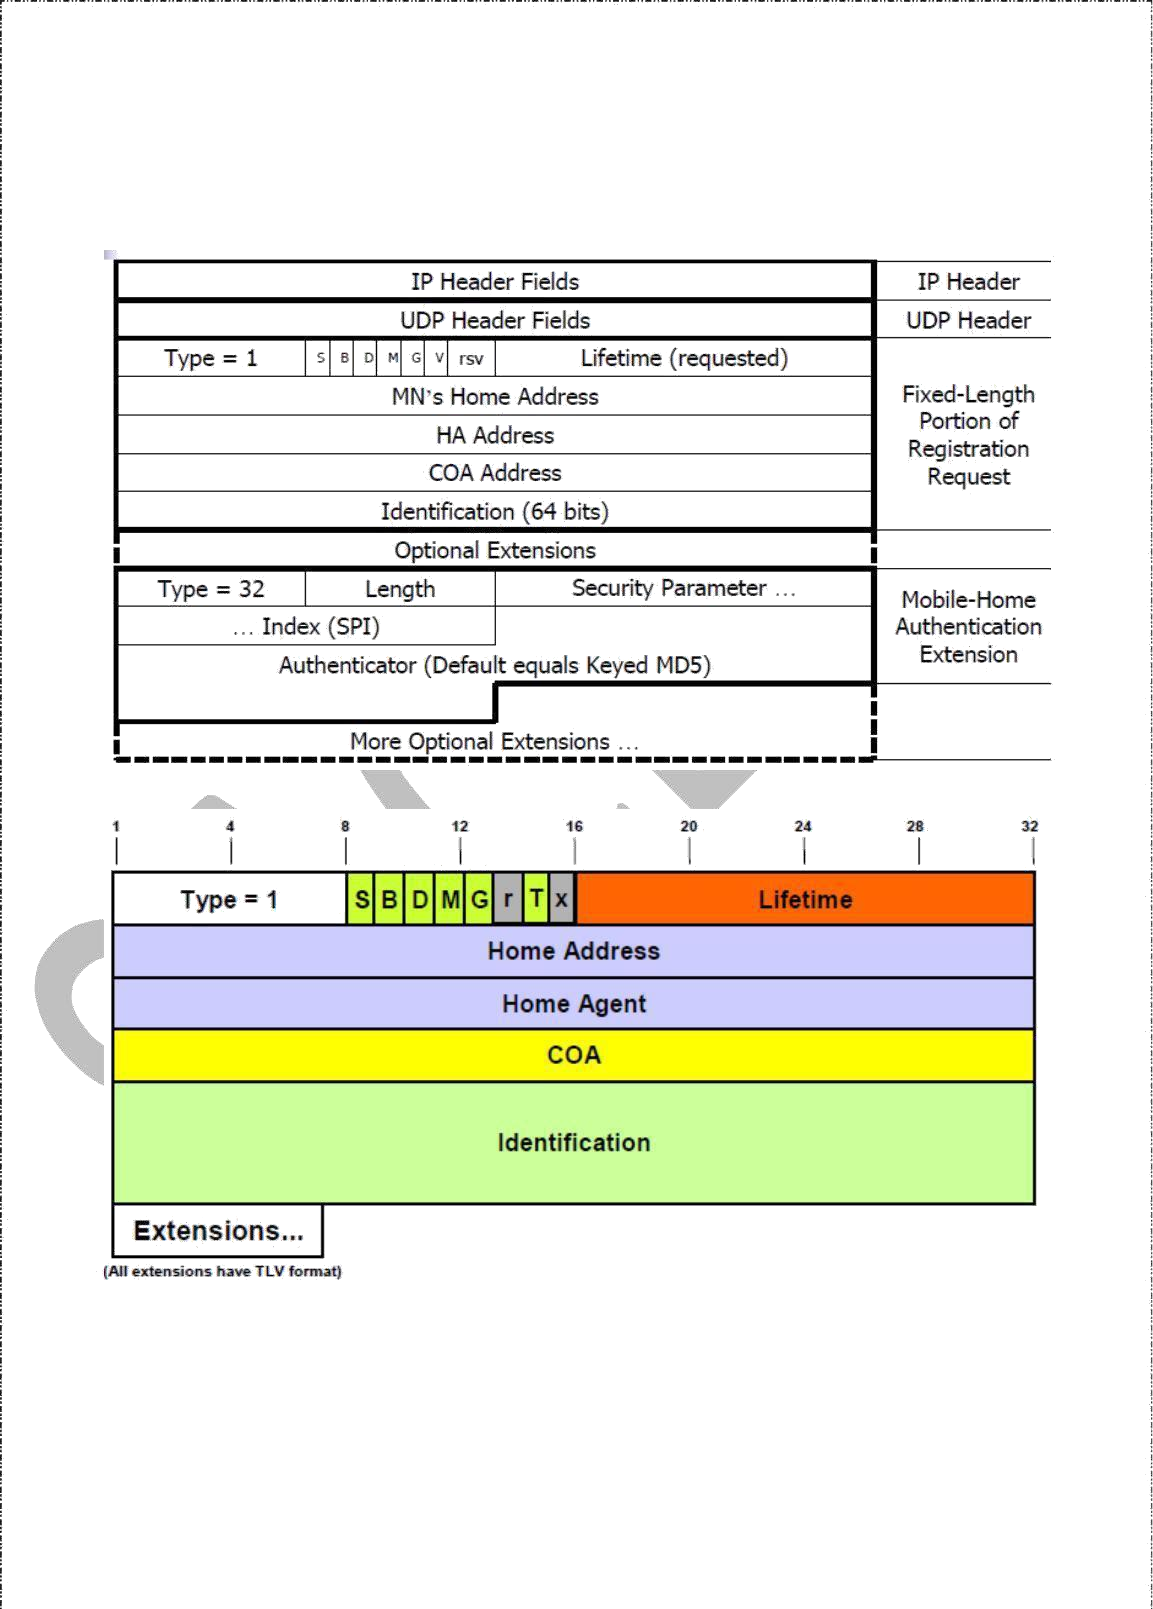 IP Header Fields IP Header
UDP Header Fields UDP Header
Type = 1 S B D M G V rsv Lifetime (requested)
MN's Home Address
HA Address
COA Address
Identification (64 bits)
Fixed-Length
Portion of
Registration
Request
Optional Extensions
Type = 32 Length Security Parameter ...
... Index (SPI)
Authenticator (Default equals Keyed MD5)
Mobile-Home
Authentication
Extension
More Optional Extensions ...
1 4 8 12 16 20 24 28 32
Type = 1 S B D M G r T x Lifetime
Home Address
Home Agent
COA
Identification
Extensions...
(All extensions have TLV format)